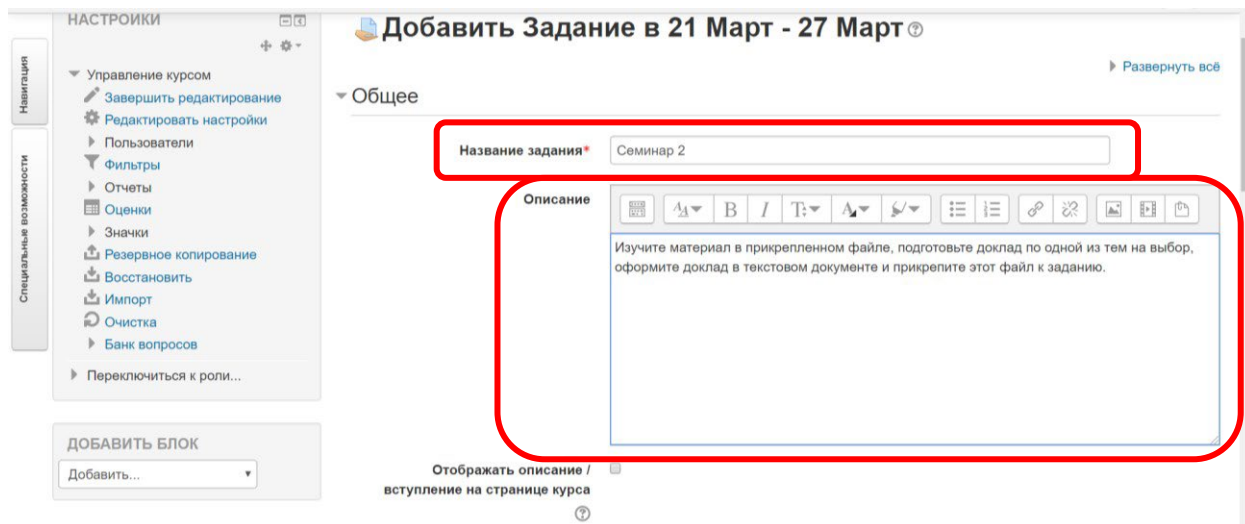 НАСТРОЙКИ
Навигация
Специальные возможности
Управление курсом
Завершить редактирование
Редактировать настройки
Пользователи
Фильтры
Отчеты
Оценки
Значки
Резервное копирование
Восстановить
Импорт
Очистка
Банк вопросов
Переключиться к роли...
ДОБАВИТЬ БЛОК
Добавить...
Добавить Задание в 21 Март - 27 Март
Развернуть всё
Общее
Название задания*
Семинар 2
Описание
Изучите материал в прикрепленном файле, подготовьте доклад по одной из тем на выбор,
оформите доклад в текстовом документе и прикрепите этот файл к заданию.
Отображать описание /
вступление на странице курса